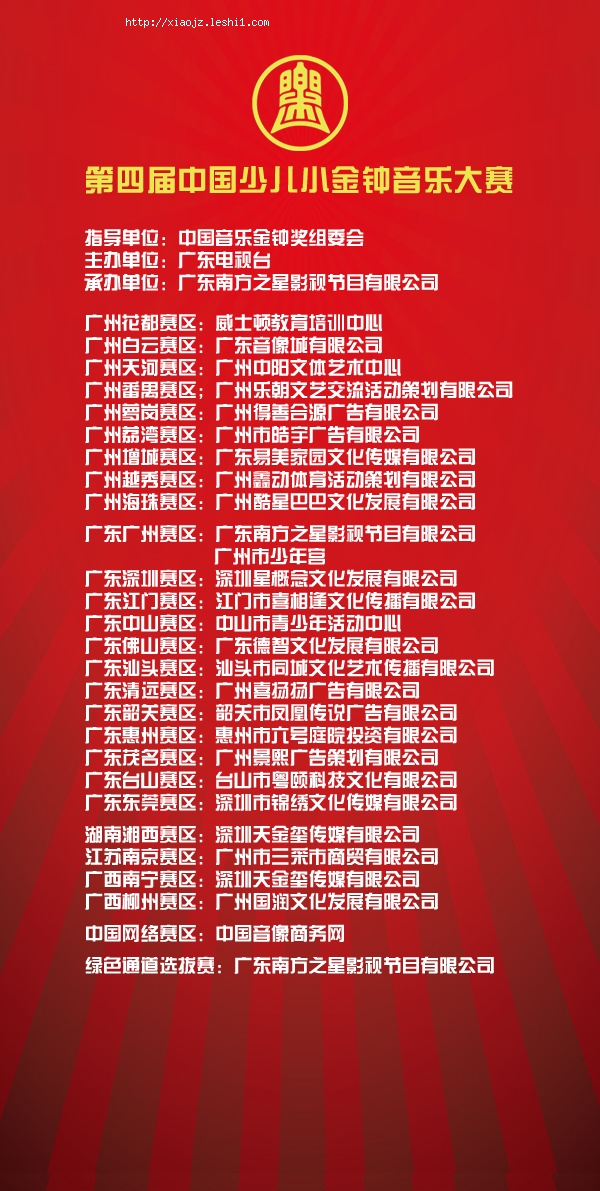 http://xiaojz.leshi1.com
第四届中国少儿小金钟音乐大赛
指导单位：中国音乐金钟奖组委会
主办单位：广东电视台
承办单位：广东南方之星影视节目有限公司
广州花都赛区：威士顿教育培训中心
广州白云赛区：广东音像城有限公司
广州天河赛区：广州中阳文体艺术中心
广州番禺赛区；广州乐朝文艺交流活动策划有限公司
广州萝岗赛区：广州得善合源广告有限公司
广州荔湾赛区：广州市皓宇广告有限公司
广州增城赛区：广东易美家园文化传媒有限公司
广州越秀赛区：广州鑫动体育活动策划有限公司
广州海珠赛区：广州酷星巴巴文化发展有限公司
广东广州赛区：广东南方之星影视节目有限公司
广州市少年宫
广东深圳赛区：深圳星概念文化发展有限公司
广东江门赛区：江门市喜相逢文化传播有限公司
广东中山赛区：中山市青少年活动中心
广东佛山赛区：广东德智文化发展有限公司
广东汕头赛区：汕头市同城文化艺术传播有限公司
广东清远赛区：广州喜扬扬广告有限公司
广东韶关赛区：韶关市凤凰传说广告有限公司
广东惠州赛区：惠州市六号庭院投资有限公司
广东茂名赛区：广州景熙广告策划有限公司
广东台山赛区：台山市粤颐科技文化有限公司
广东东莞赛区：深圳市锦绣文化传媒有限公司
湖南湘西赛区：深圳天金玺传媒有限公司
江苏南京赛区：广州市三荣市商贸有限公司
广西南宁赛区：深圳天金玺传媒有限公司
广西柳州赛区：广州国润文化发展有限公司
中国网络赛区：中国音像商务网
绿色通道选拔赛：广东南方之星影视节目有限公司